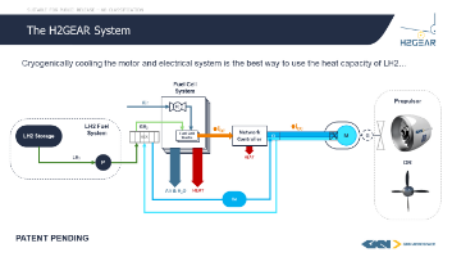 The H2GEAR System
H2GEAR
Cryogenically cooling the motor and electrical system is the best way to use the heat capacity of LH2...
Fuel Cell
System
Propulsor
LH2 Fuel
System
LH2 Storage
Network
Controller
M
P
HEAT
HEAT
OR
He
PATENT PENDING
GKN